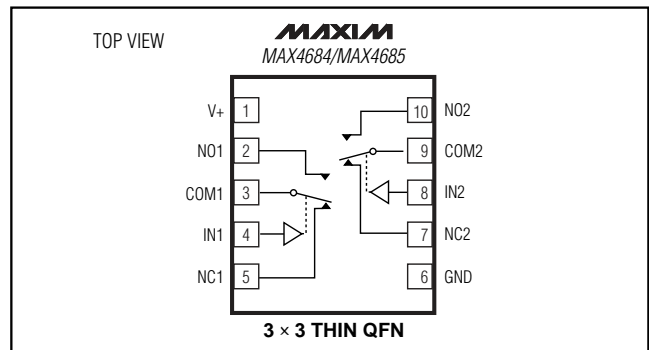 TOP VIEW
MAXIM
MAX4684/MAX4685
V+ 1
NO1 2
COM1 3
IN1 4
NC1 5
10 NO2
9 COM2
8 IN2
7 NC2
6 GND
3 × 3 THIN QFN